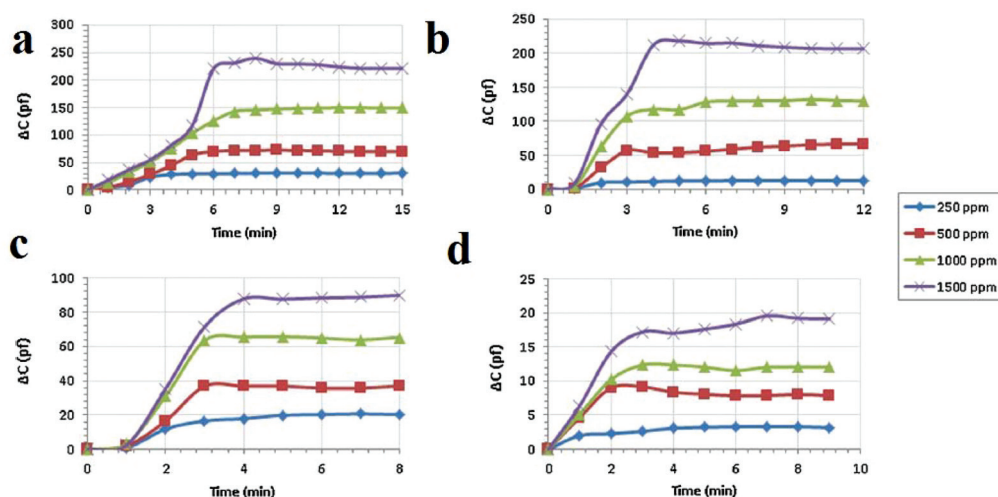 a
300
250
200
150
100
50
0
ΔC (pf)
0 3 6 9 12 15
Time (min)
b
250
200
150
100
50
0
ΔC (pf)
0 3 6 9 12
Time (min)
250 ppm
500 ppm
1000 ppm
1500 ppm
c
100
80
60
40
20
0
ΔC (pf)
0 2 4 6 8
Time (min)
d
25
20
15
10
5
0
ΔC (pf)
0 2 4 6 8 10
Time (min)